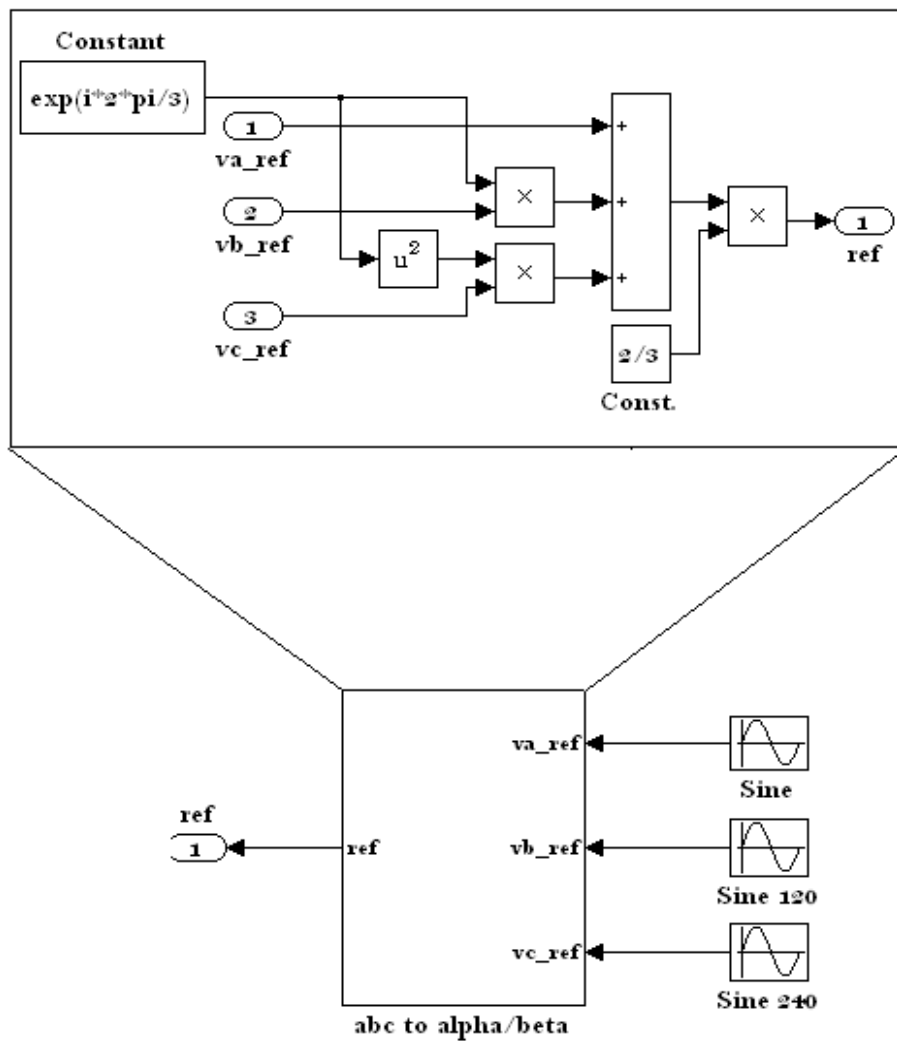 Constant
exp(i*2*pi/3)
1
va_ref
2
vb_ref
u²
3
vc_ref
×
×
+
+
+
×
1
ref
2/3
Const.
va_ref
Sine
ref
1
ref
vb_ref
Sine 120
vc_ref
Sine 240
abc to alpha/beta